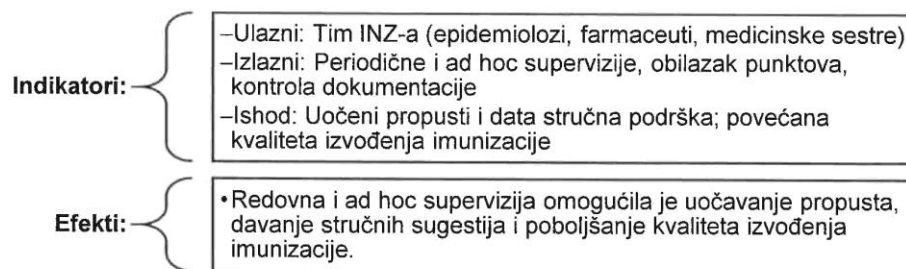 Indikatori:
–Ulazni: Tim INZ-a (epidemiolozi, farmaceuti, medicinske sestre)
–Izlazni: Periodične i ad hoc supervizije, obilazak punktova,
kontrola dokumentacije
–Ishod: Uočeni propusti i data stručna podrška; povećana
kvaliteta izvođenja imunizacije
Efekti:
•Redovna i ad hoc supervizija omogućila je uočavanje propusta,
davanje stručnih sugestija i poboljšanje kvaliteta izvođenja
imunizacije.